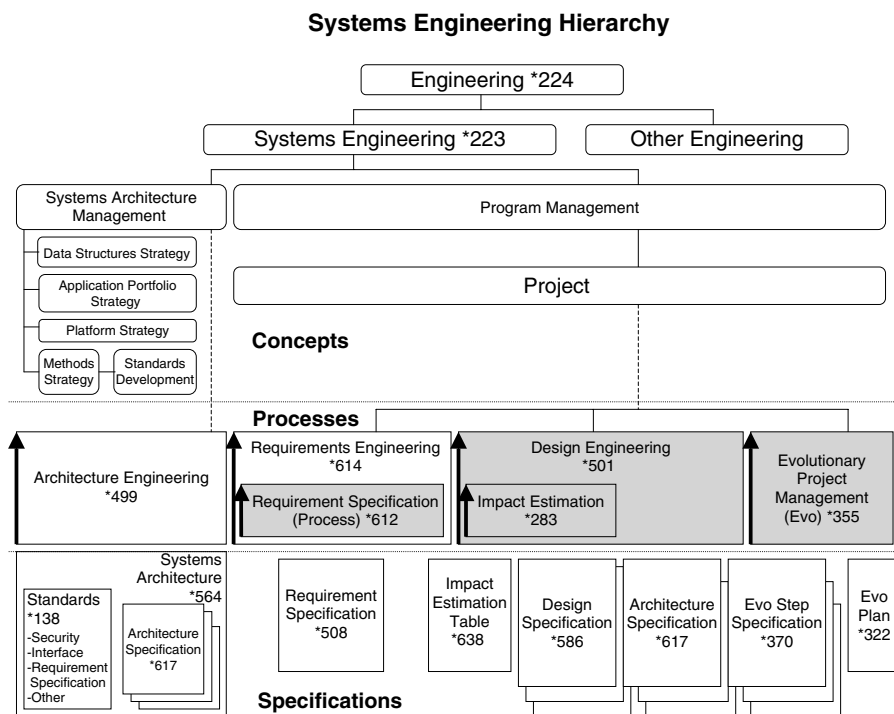 Systems Engineering Hierarchy
Engineering *224
Systems Engineering *223
Other Engineering
Systems Architecture
Management
Program Management
Data Structures Strategy
Application Portfolio
Strategy
Project
Platform Strategy
Methods
Strategy
Standards
Development
Concepts
Processes
Architecture Engineering
*499
Requirements Engineering
*614
Requirement Specification
(Process) *612
Design Engineering
*501
Impact Estimation
*283
Evolutionary
Project
Management
(Evo) *355
Systems
Architecture
*564
Standards
*138
-Security
-Interface
-Requirement
Specification
-Other
Architecture
Specification
*617
Requirement
Specification
*508
Impact
Estimation
Table
*638
Design
Specification
*586
Architecture
Specification
*617
Evo Step
Specification
*370
Evo
Plan
*322
Specifications